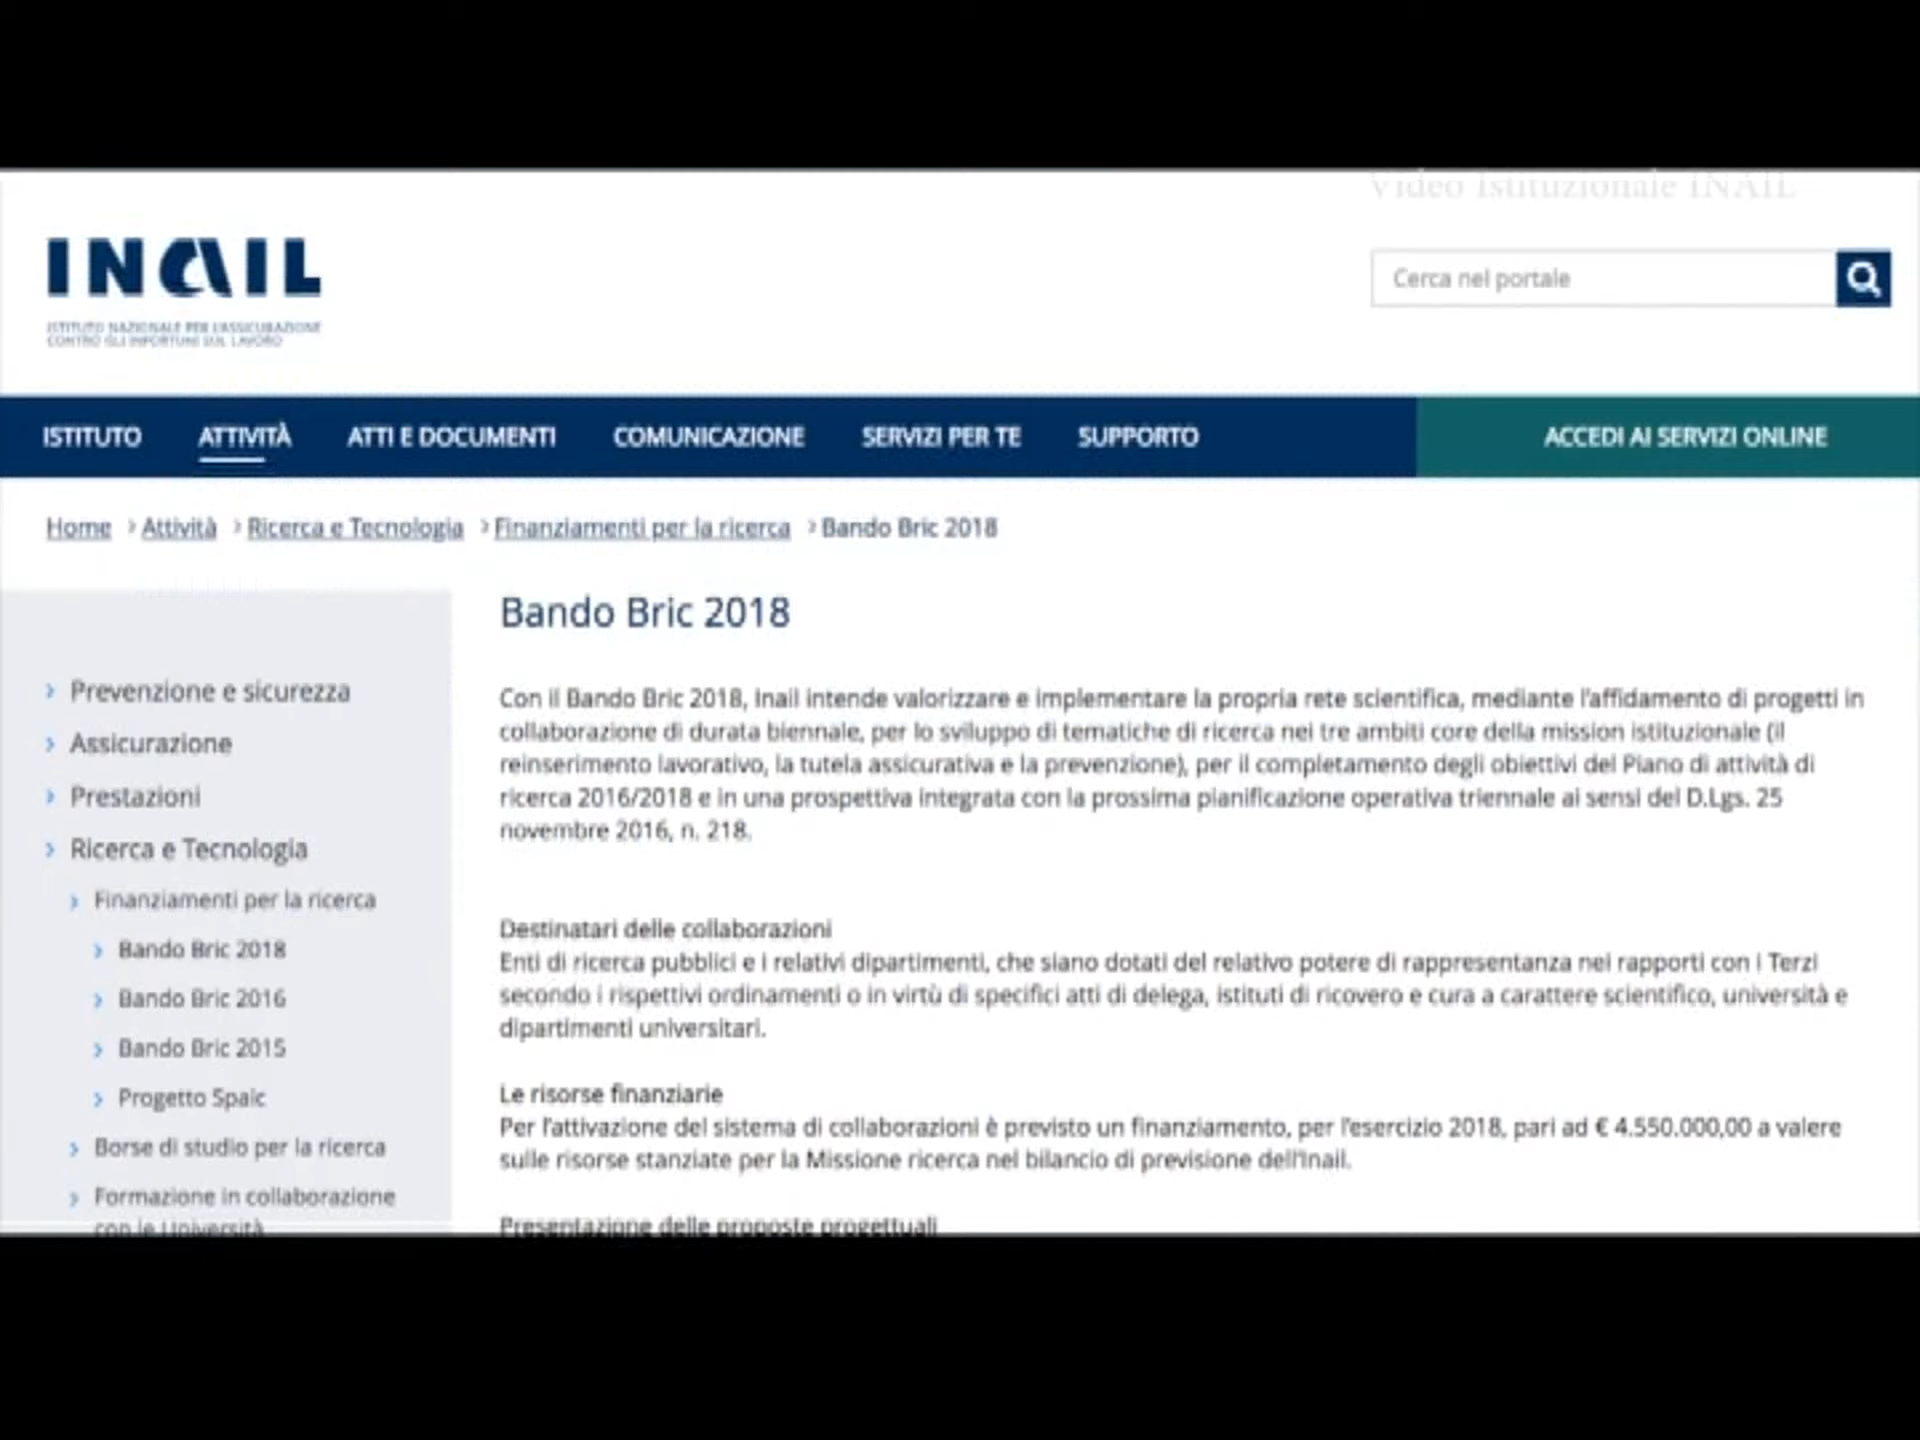 Video Istituzionale INAIL
INAIL
ISTITUTO NAZIONALE PER L'ASSICURAZIONE
CONTRO GLI INFORTUNI SUL LAVORO
Cerca nel portale
ISTITUTO ATTIVITÀ ATTI E DOCUMENTI COMUNICAZIONE SERVIZI PER TE SUPPORTO ACCEDI AI SERVIZI ONLINE
Home › Attività › Ricerca e Tecnologia › Finanziamenti per la ricerca › Bando Bric 2018
› Prevenzione e sicurezza
› Assicurazione
› Prestazioni
› Ricerca e Tecnologia
› Finanziamenti per la ricerca
› Bando Bric 2018
› Bando Bric 2016
› Bando Bric 2015
› Progetto Spaic
› Borse di studio per la ricerca
› Formazione in collaborazione
con le Università
Bando Bric 2018
Con il Bando Bric 2018, Inail intende valorizzare e implementare la propria rete scientifica, mediante l'affidamento di progetti in
collaborazione di durata biennale, per lo sviluppo di tematiche di ricerca nei tre ambiti core della mission istituzionale (il
reinserimento lavorativo, la tutela assicurativa e la prevenzione), per il completamento degli obiettivi del Piano di attività di
ricerca 2016/2018 e in una prospettiva integrata con la prossima pianificazione operativa triennale ai sensi del D.Lgs. 25
novembre 2016, n. 218.
Destinatari delle collaborazioni
Enti di ricerca pubblici e i relativi dipartimenti, che siano dotati del relativo potere di rappresentanza nei rapporti con i Terzi
secondo i rispettivi ordinamenti o in virtù di specifici atti di delega, istituti di ricovero e cura a carattere scientifico, università e
dipartimenti universitari.
Le risorse finanziarie
Per l'attivazione del sistema di collaborazioni è previsto un finanziamento, per l'esercizio 2018, pari ad € 4.550.000,00 a valere
sulle risorse stanziate per la Missione ricerca nel bilancio di previsione dell'Inail.
Presentazione delle proposte progettuali